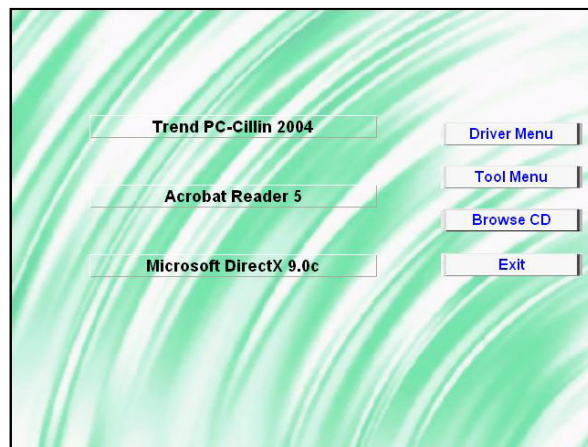 Trend PC-Cillin 2004
Acrobat Reader 5
Microsoft DirectX 9.0c
Driver Menu
Tool Menu
Browse CD
Exit